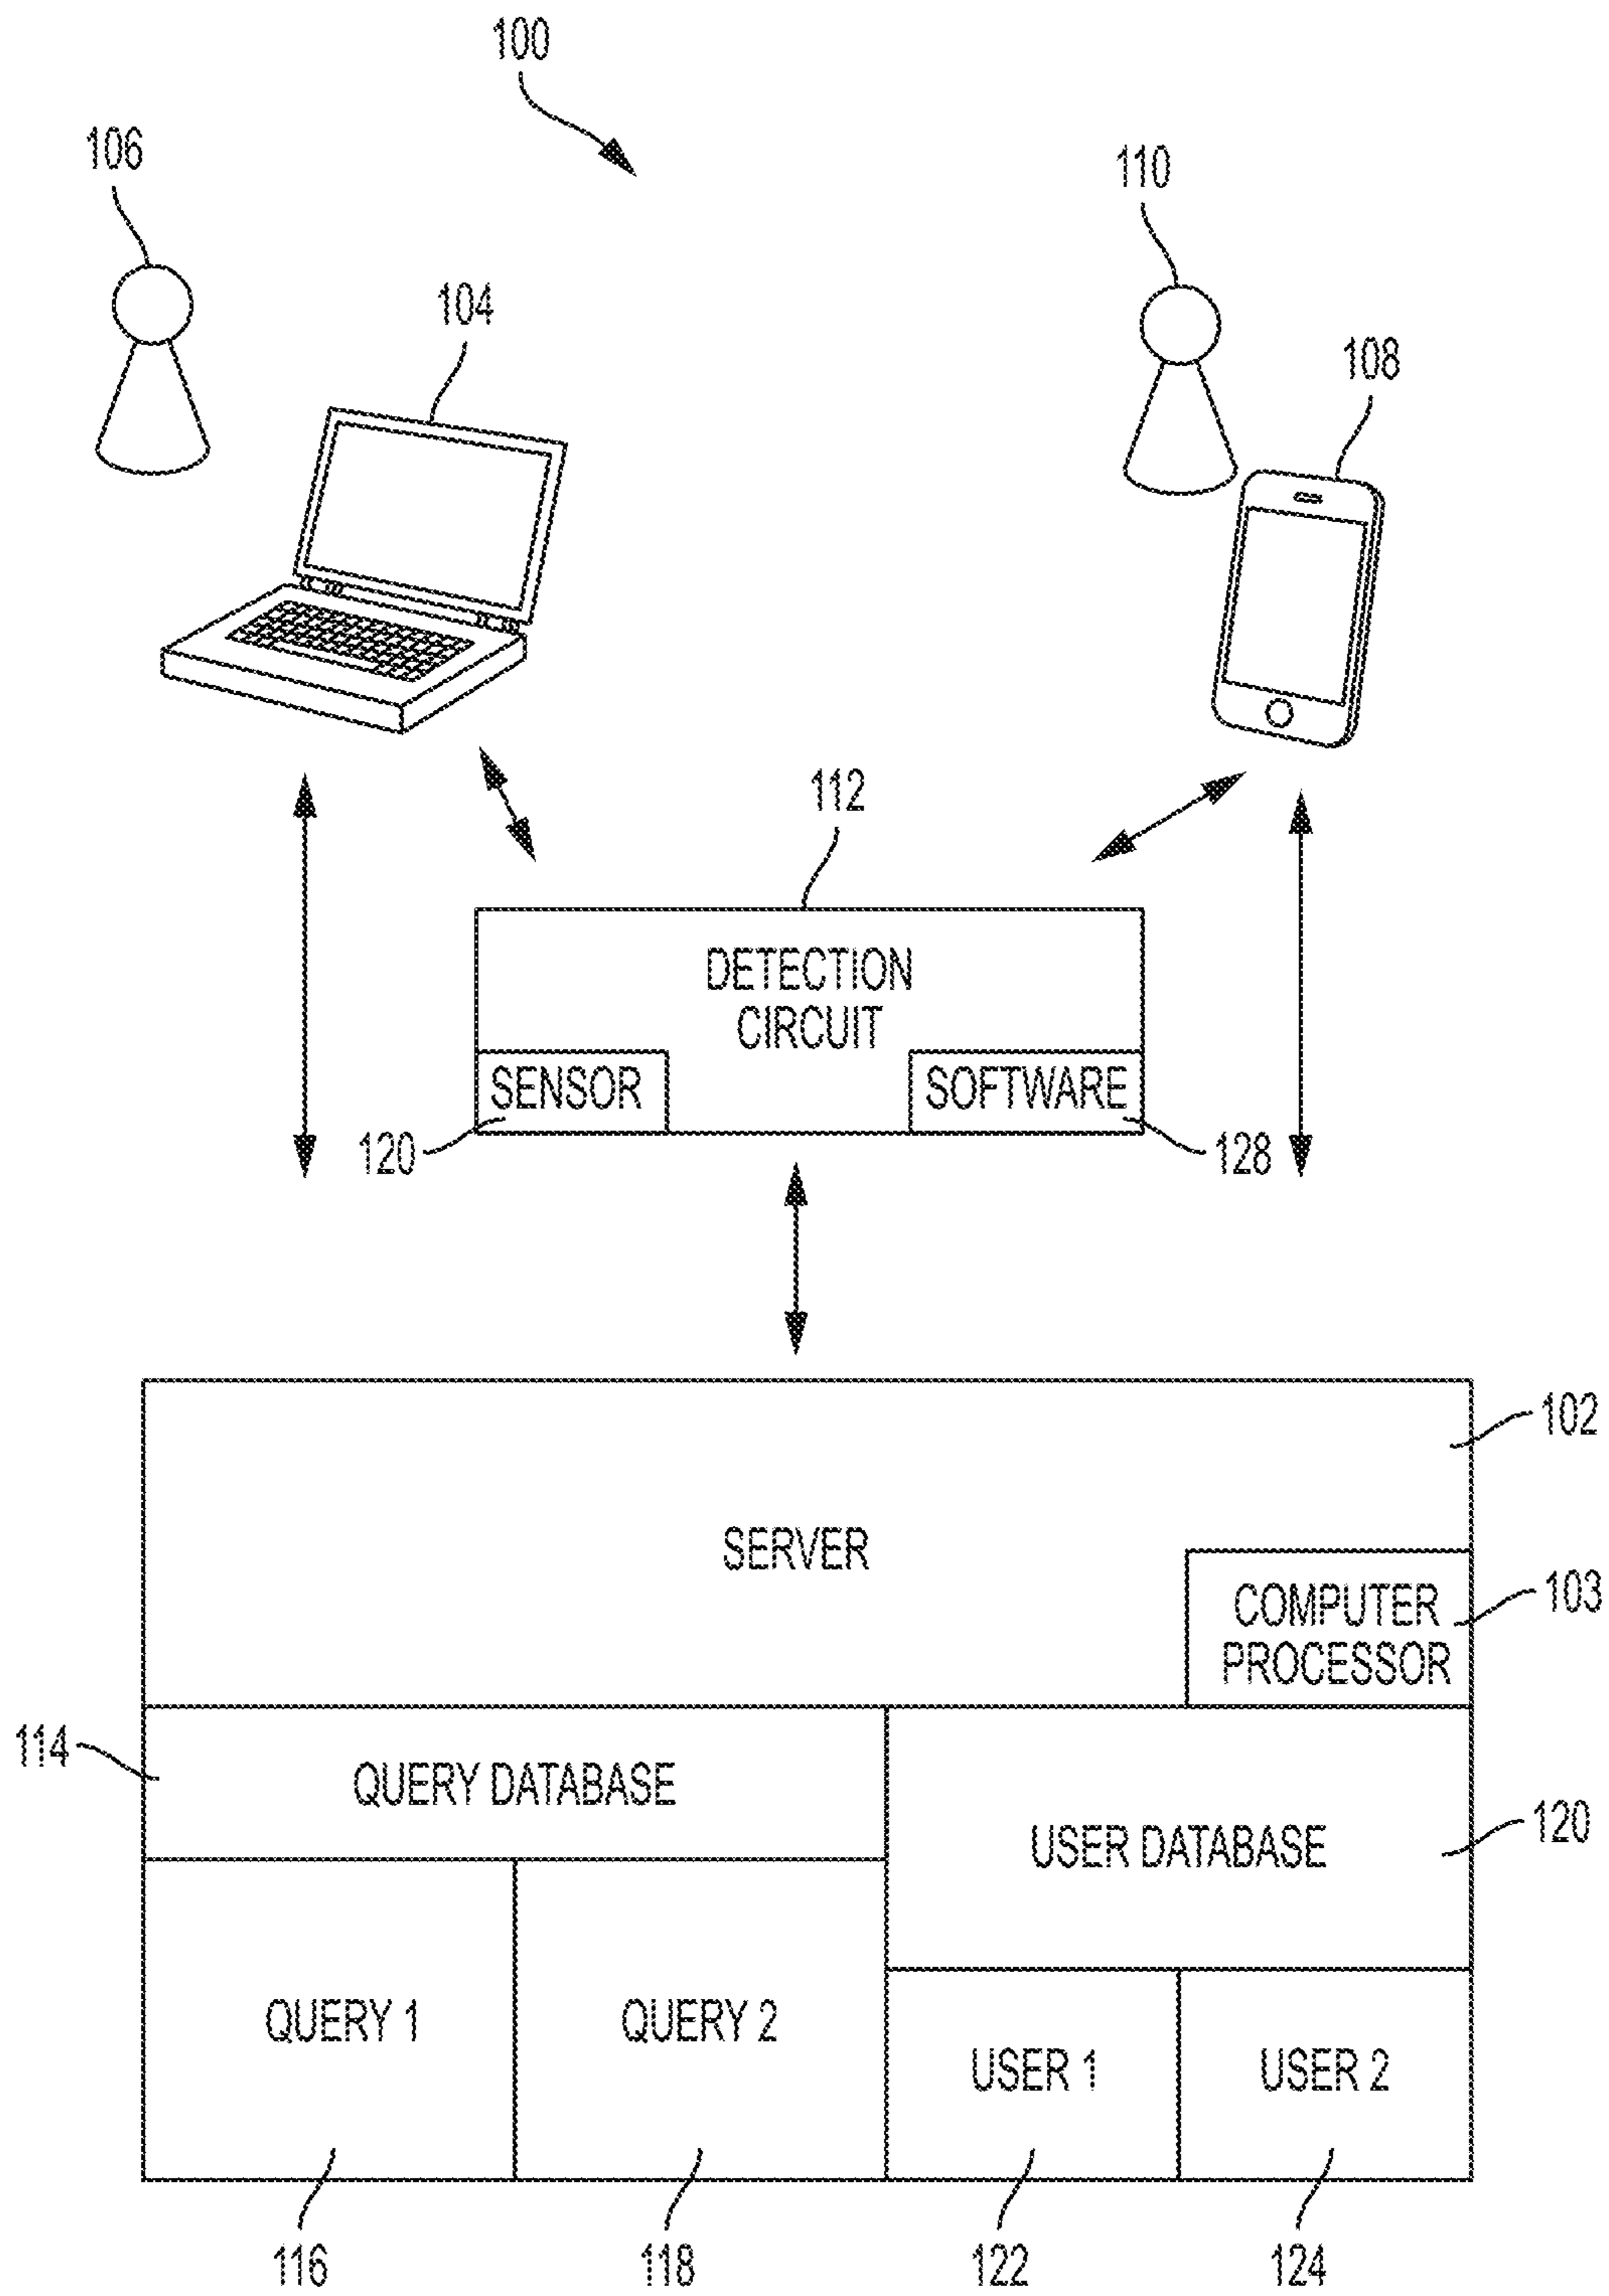 100
106
110
104
108
112
DETECTION
CIRCUIT
SENSOR
SOFTWARE
120
128
102
SERVER
COMPUTER
PROCESSOR
103
114
QUERY DATABASE
USER DATABASE
120
QUERY 1
QUERY 2
USER 1
USER 2
116
118
122
124